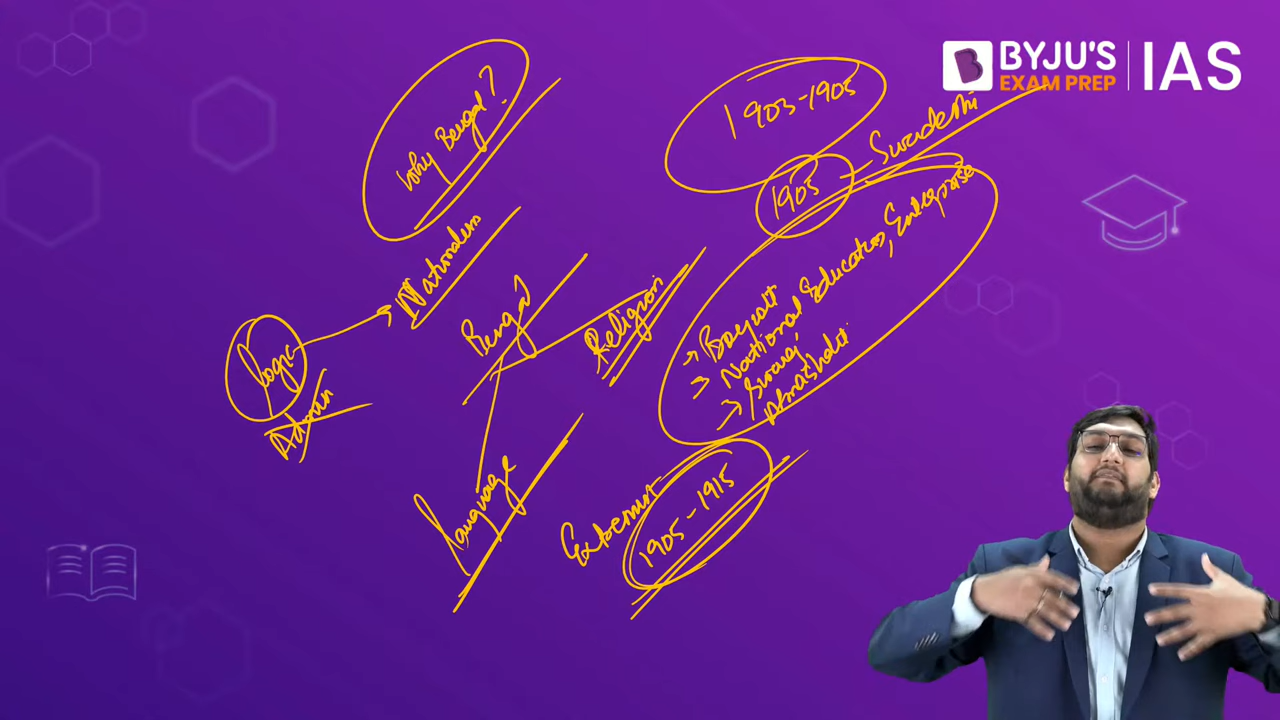 BYJU'S
EXAM PREP
IAS
Why Bengal?
1903-1905
1905 - Swadeshi
Nationalism
Logic
Admin
Bengal
Religion
Language
→ Boycott
→ National Education, Enterprise
→ Swaraj
Extremist
1905-1915